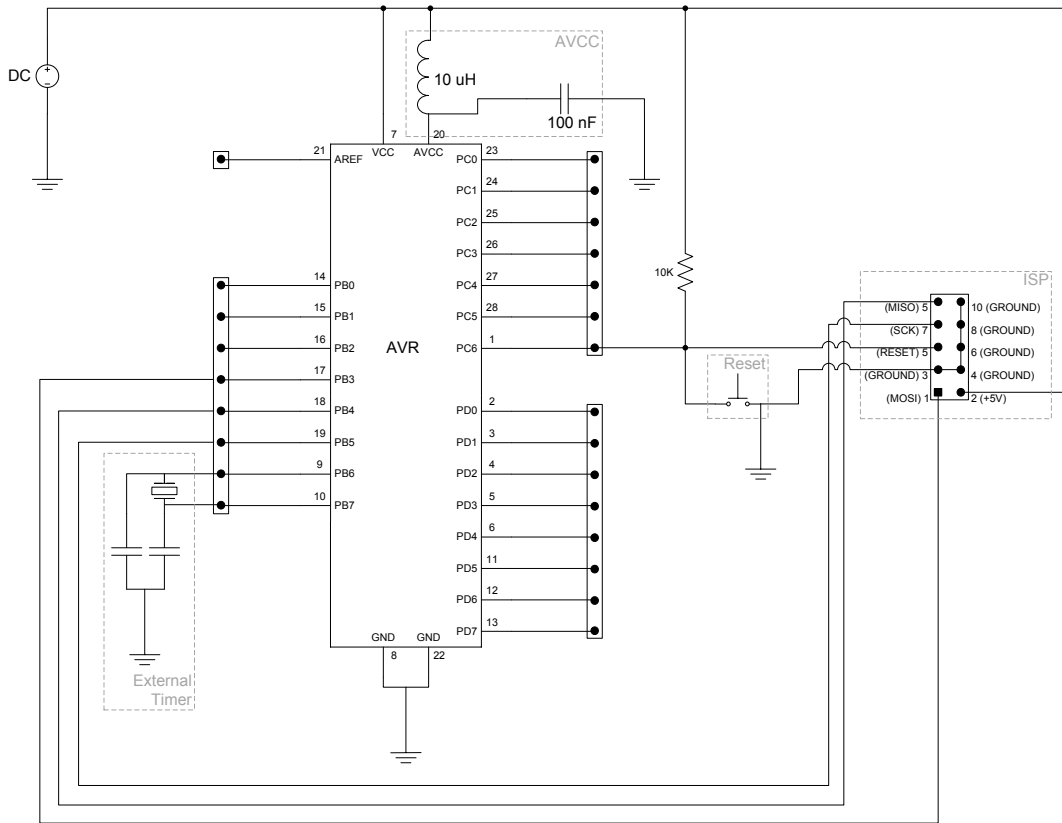 AVCC
DC
+
−
10 uH
100 nF
7
20
VCC
AVCC
21
AREF
PC0
23
PC1
24
PC2
25
PC3
26
PC4
27
PC5
28
PC6
1
14
PB0
15
PB1
16
PB2
17
PB3
18
PB4
19
PB5
9
PB6
10
PB7
AVR
PD0
2
PD1
3
PD2
4
PD3
5
PD4
6
PD5
11
PD6
12
PD7
13
GND
GND
8
22
10K
Reset
ISP
(MISO) 5
10 (GROUND)
(SCK) 7
8 (GROUND)
(RESET) 5
6 (GROUND)
(GROUND) 3
4 (GROUND)
(MOSI) 1
2 (+5V)
External
Timer